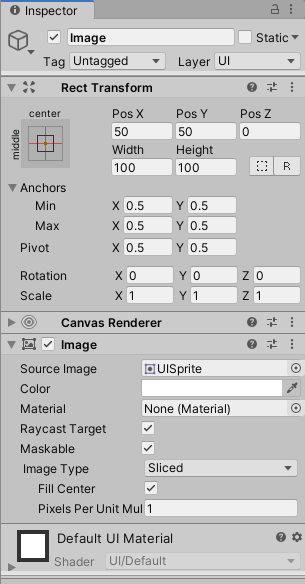 Inspector
Image
Static
Tag Untagged Layer UI
Rect Transform
center
middle
Pos X Pos Y Pos Z
50 50 0
Width Height
100 100 R
Anchors
Min X 0.5 Y 0.5
Max X 0.5 Y 0.5
Pivot X 0.5 Y 0.5
Rotation X 0 Y 0 Z 0
Scale X 1 Y 1 Z 1
Canvas Renderer
Image
Source Image UISprite
Color
Material None (Material)
Raycast Target
Maskable
Image Type Sliced
Fill Center
Pixels Per Unit Mul 1
Default UI Material
Shader UI/Default